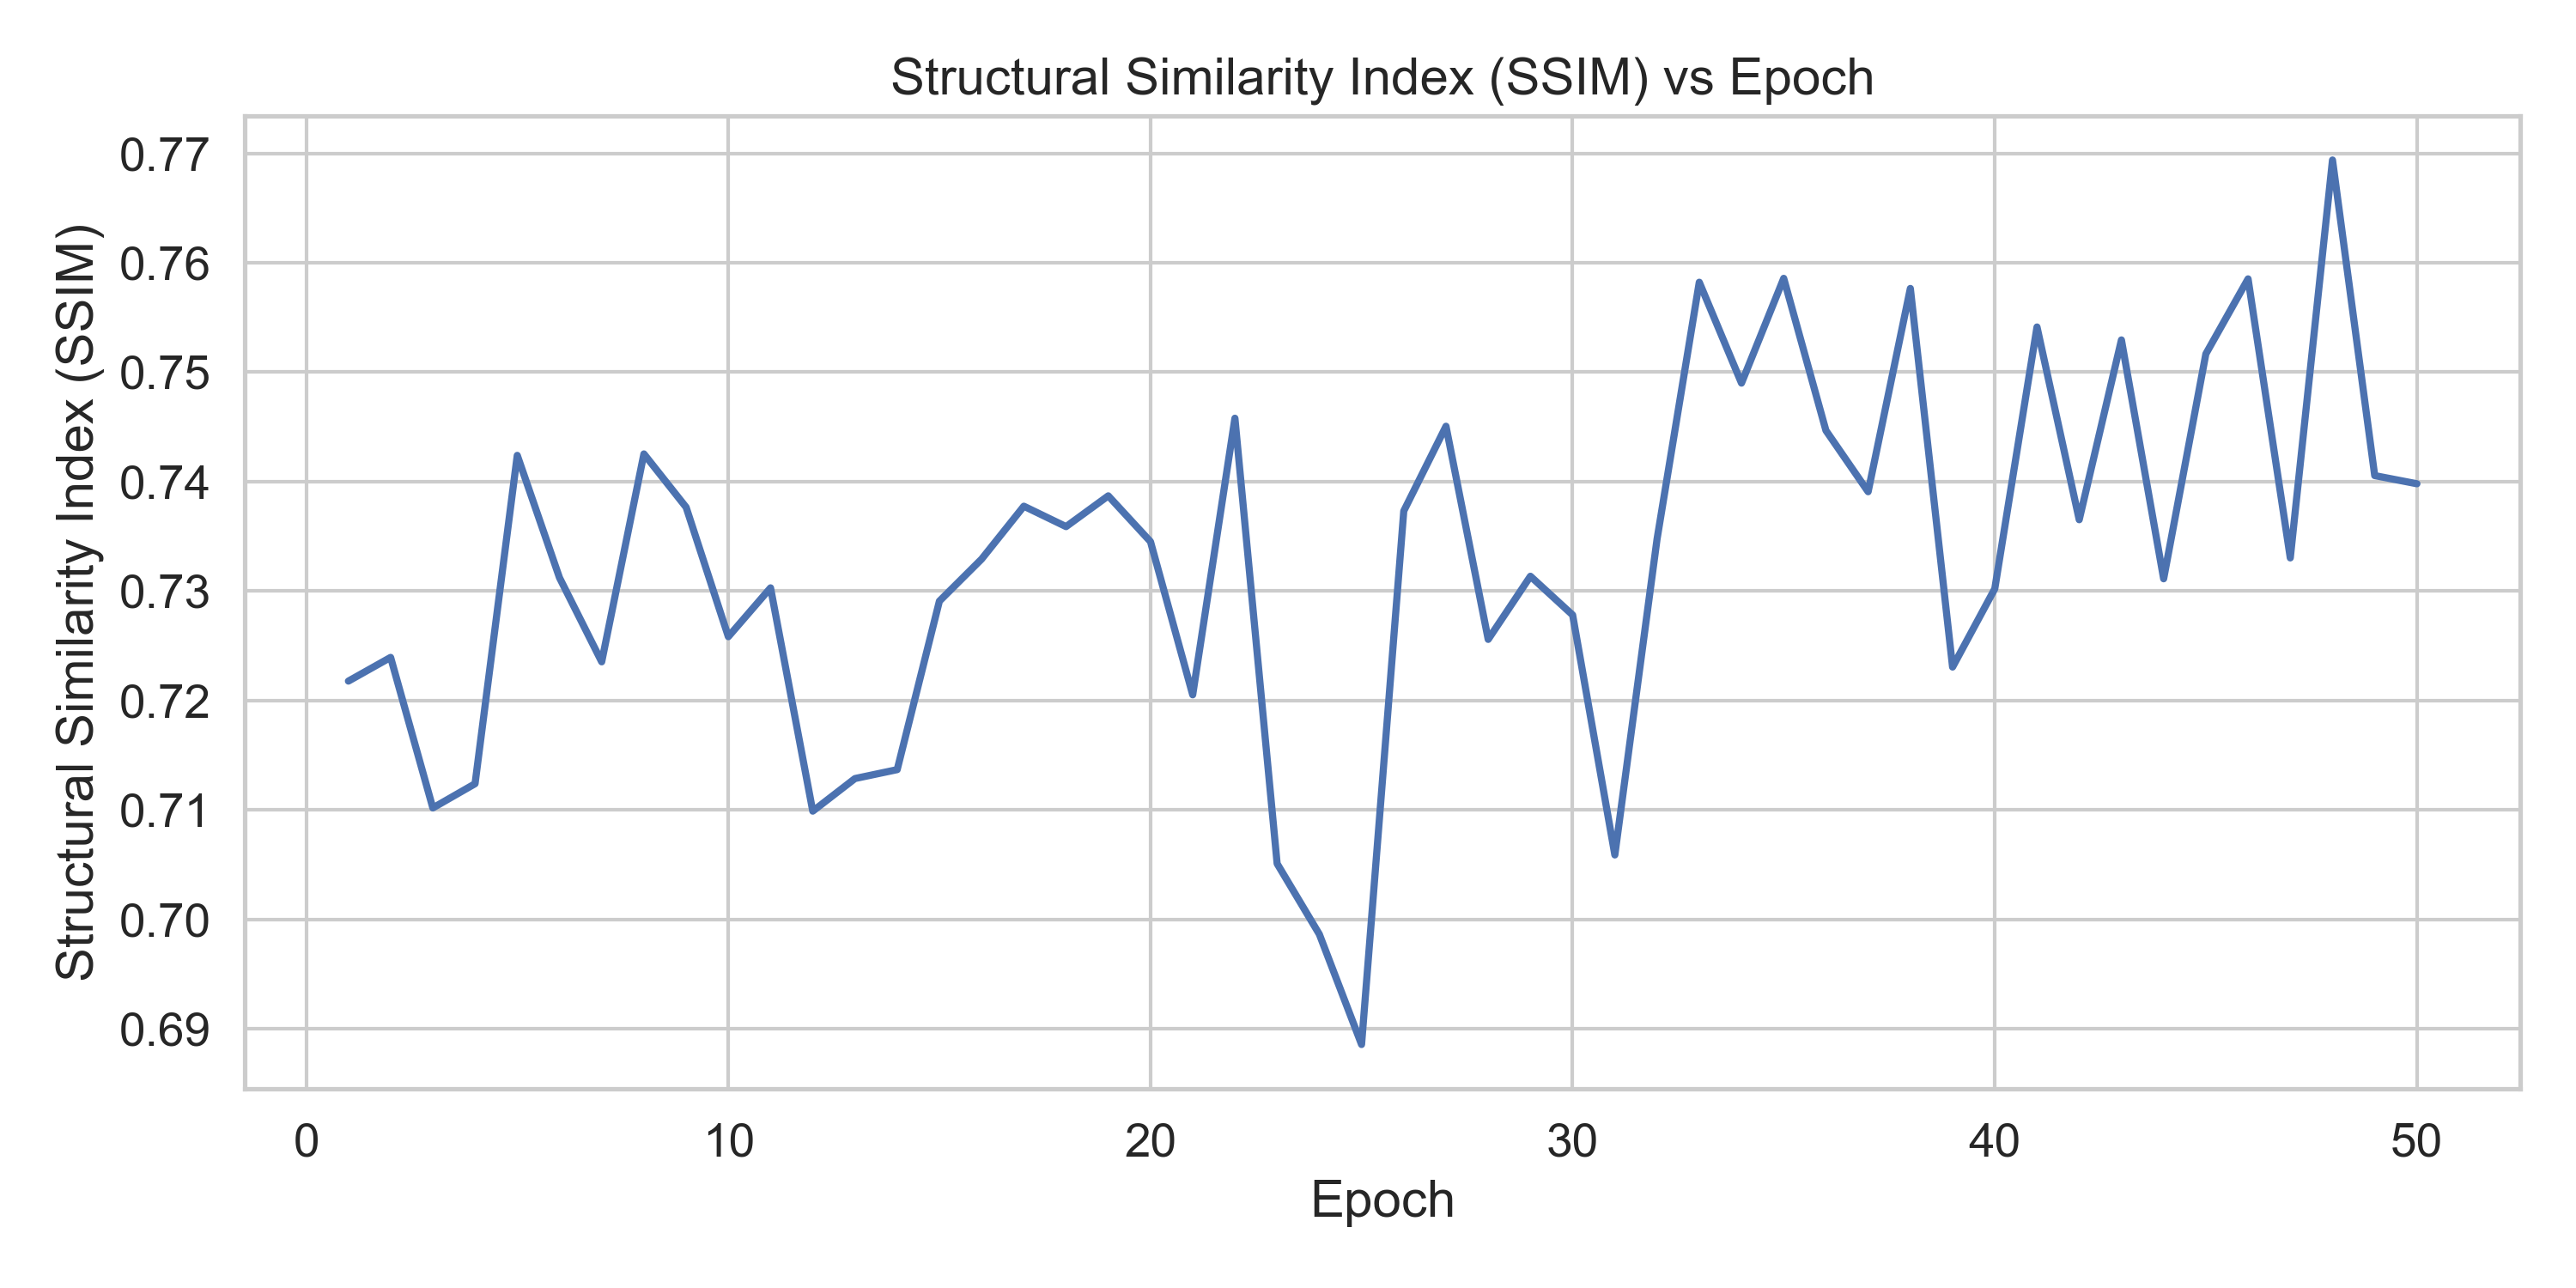 Structural Similarity Index (SSIM) vs Epoch
Structural Similarity Index (SSIM)
0.77
0.76
0.75
0.74
0.73
0.72
0.71
0.70
0.69
0 10 20 30 40 50
Epoch